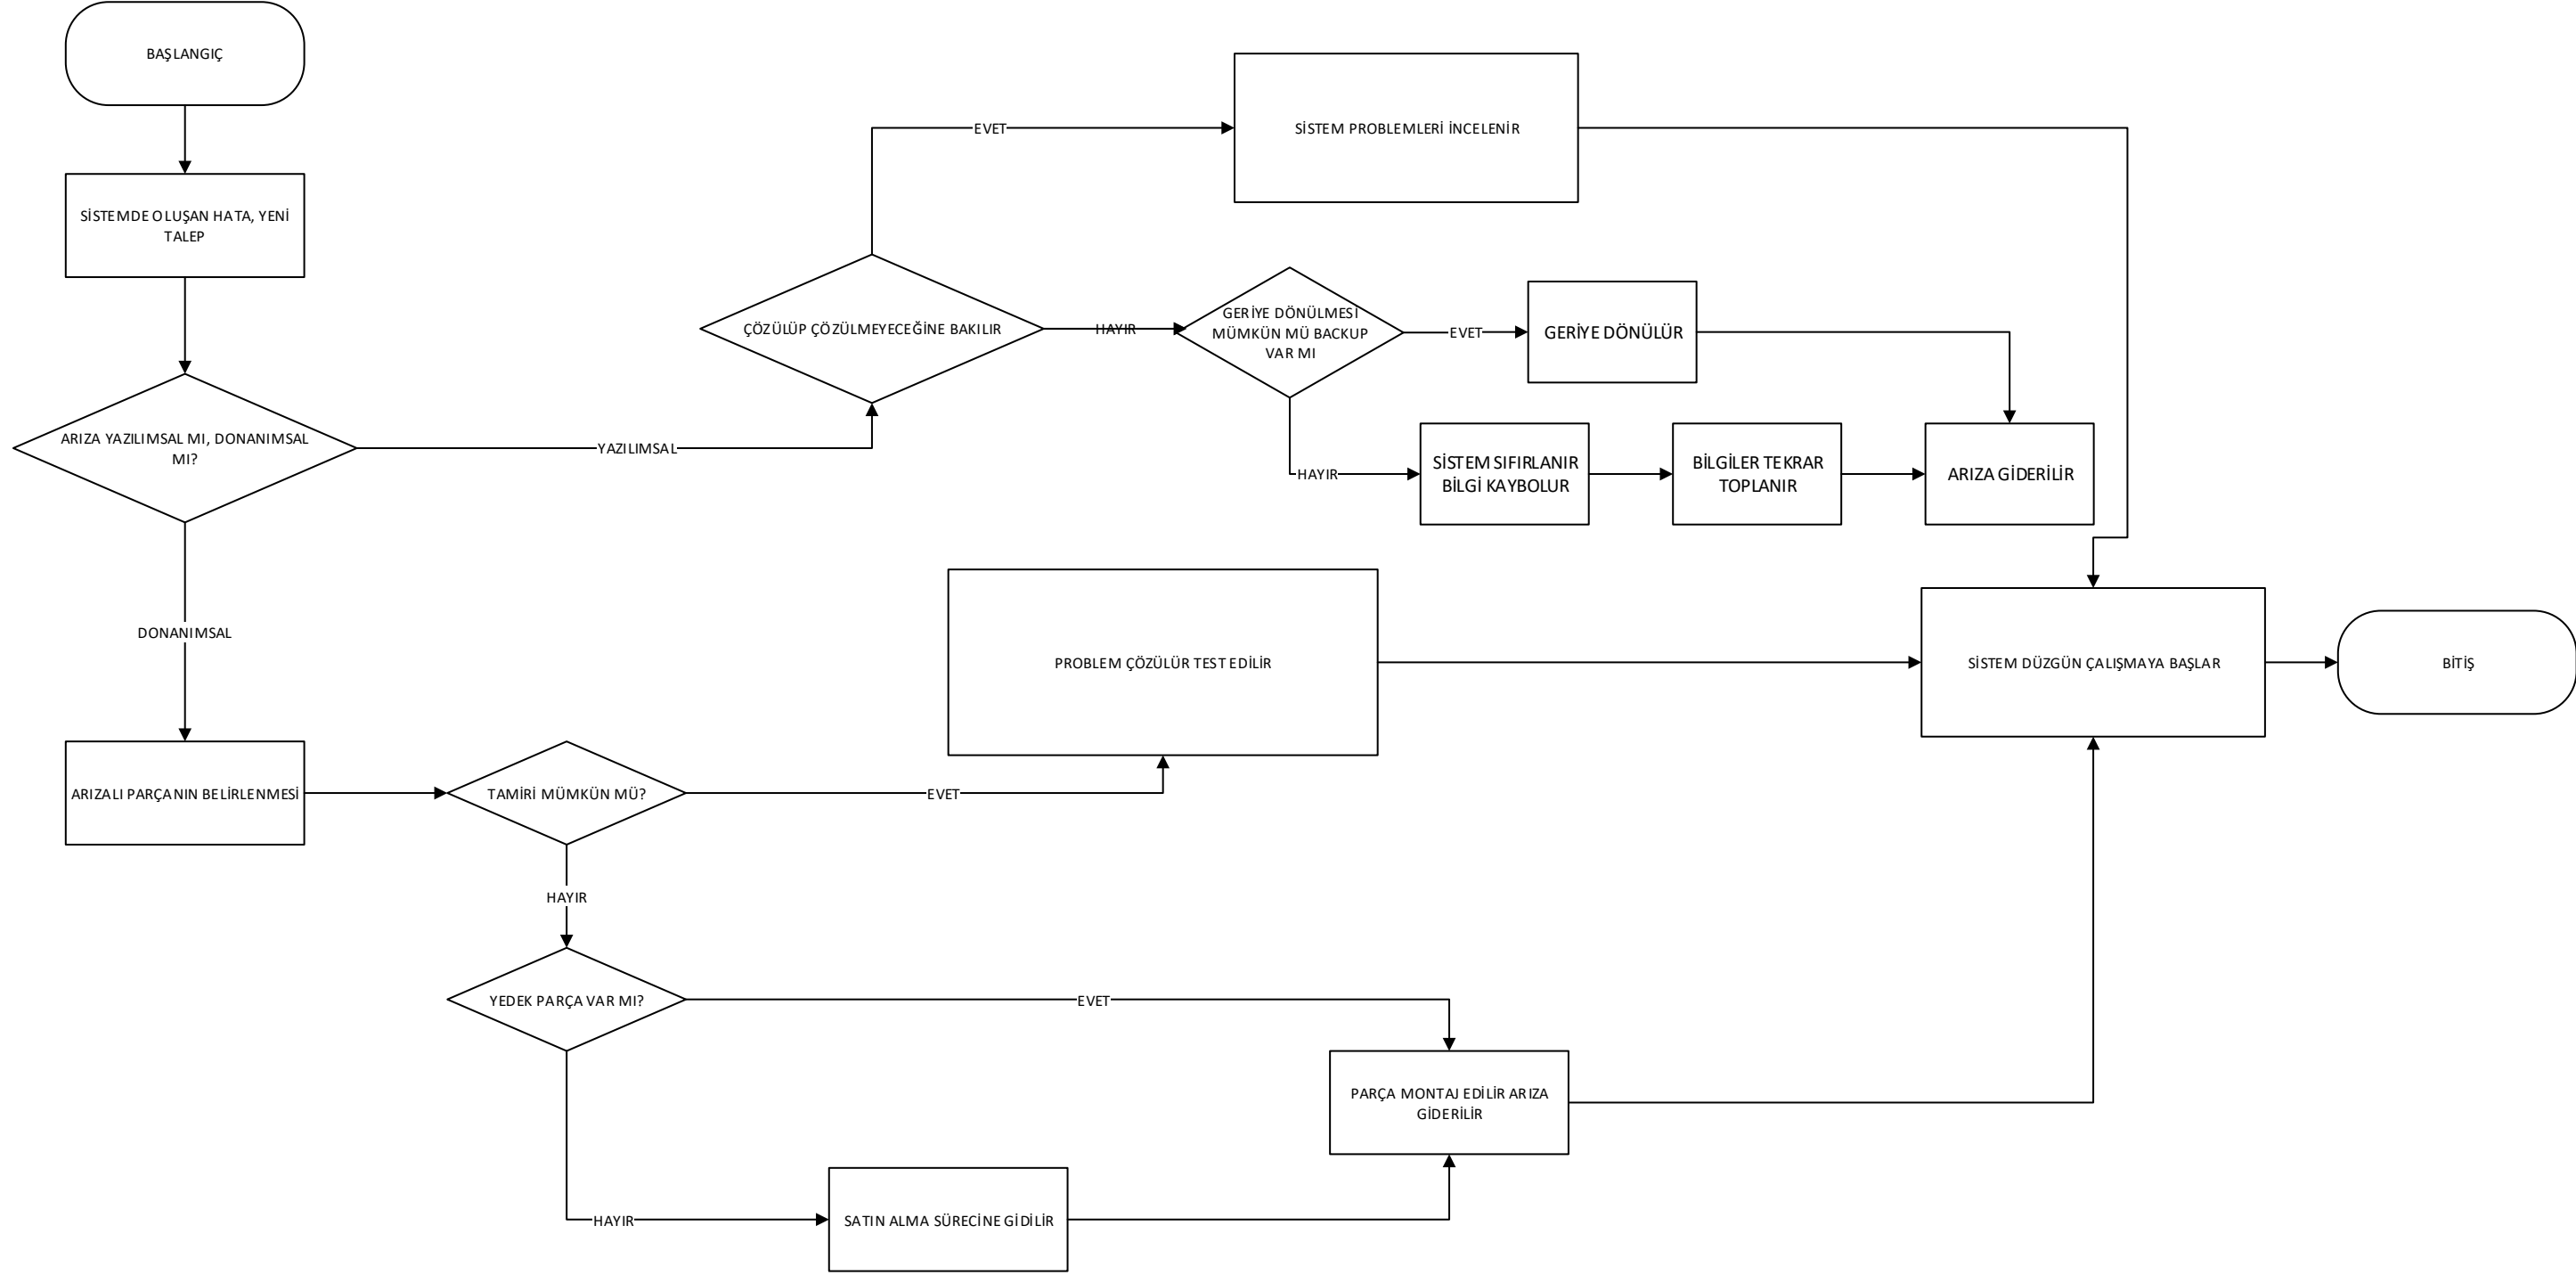 BAŞLANGIÇ
SİSTEMDE OLUŞAN HATA, YENİ
TALEP
ARIZA YAZILIMSAL MI, DONANIMSAL
MI?
YAZILIMSAL
DONANIMSAL
ÇÖZÜLÜP ÇÖZÜLMEYECEĞİNE BAKILIR
EVET
SİSTEM PROBLEMLERİ İNCELENİR
HAYIR
GERİYE DÖNÜLMESİ
MÜMKÜN MÜ BACKUP
VAR MI
EVET
GERİYE DÖNÜLÜR
HAYIR
SİSTEM SIFIRLANIR
BİLGİ KAYBOLUR
BİLGİLER TEKRAR
TOPLANIR
ARIZA GİDERİLİR
ARIZALI PARÇANIN BELİRLENMESİ
TAMİRİ MÜMKÜN MÜ?
EVET
PROBLEM ÇÖZÜLÜR TEST EDİLİR
SİSTEM DÜZGÜN ÇALIŞMAYA BAŞLAR
BİTİŞ
HAYIR
YEDEK PARÇA VAR MI?
EVET
PARÇA MONTAJ EDİLİR ARIZA
GİDERİLİR
HAYIR
SATIN ALMA SÜRECİNE GİDİLİR